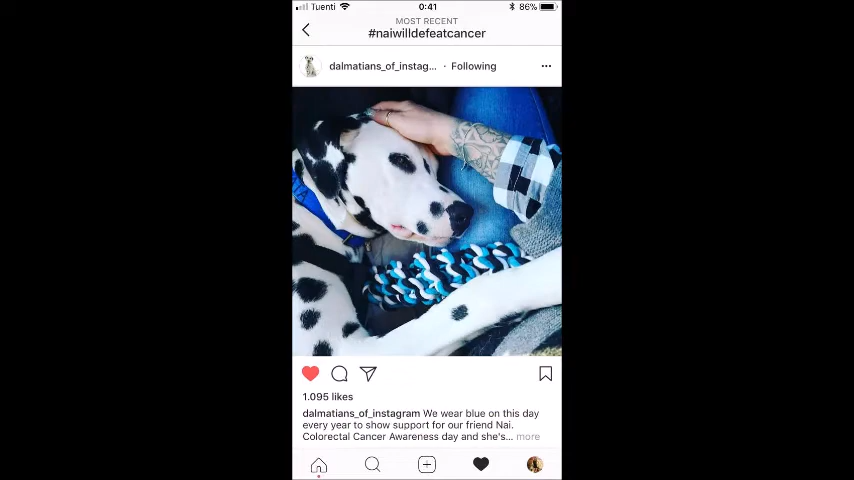 Tuenti 0:41 86%
MOST RECENT
#naiwilldefeatcancer
dalmatians_of_instag... · Following
1.095 likes
dalmatians_of_instagram We wear blue on this day
every year to show support for our friend Nai.
Colorectal Cancer Awareness day and she's... more